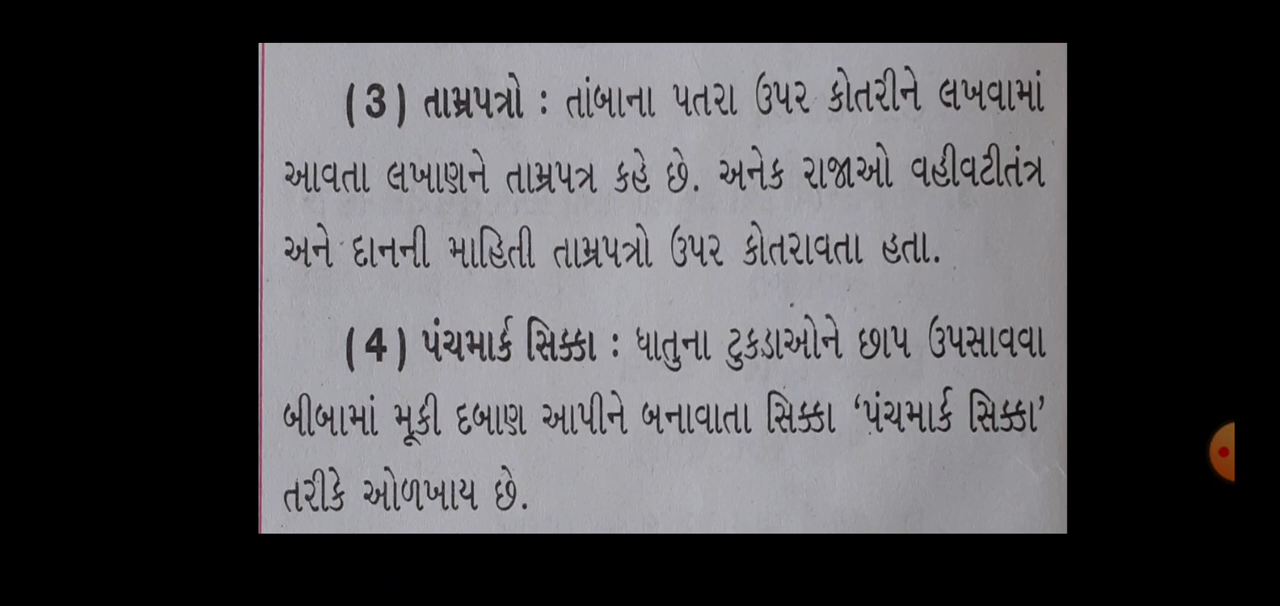 (3) તામ્રપત્રો : તાંબાના પતરા ઉપર કોતરીને લખવામાં
આવતા લખાણને તામ્રપત્ર કહે છે. અનેક રાજાઓ વહીવટીતંત્ર
અને દાનની માહિતી તામ્રપત્રો ઉપર કોતરાવતા હતા.
(4) પંચમાર્ક સિક્કા : ધાતુના ટુકડાઓને છાપ ઉપસાવવા
બીબામાં મૂકી દબાણ આપીને બનાવાતા સિક્કા ‘પંચમાર્ક સિક્કા’
તરીકે ઓળખાય છે.